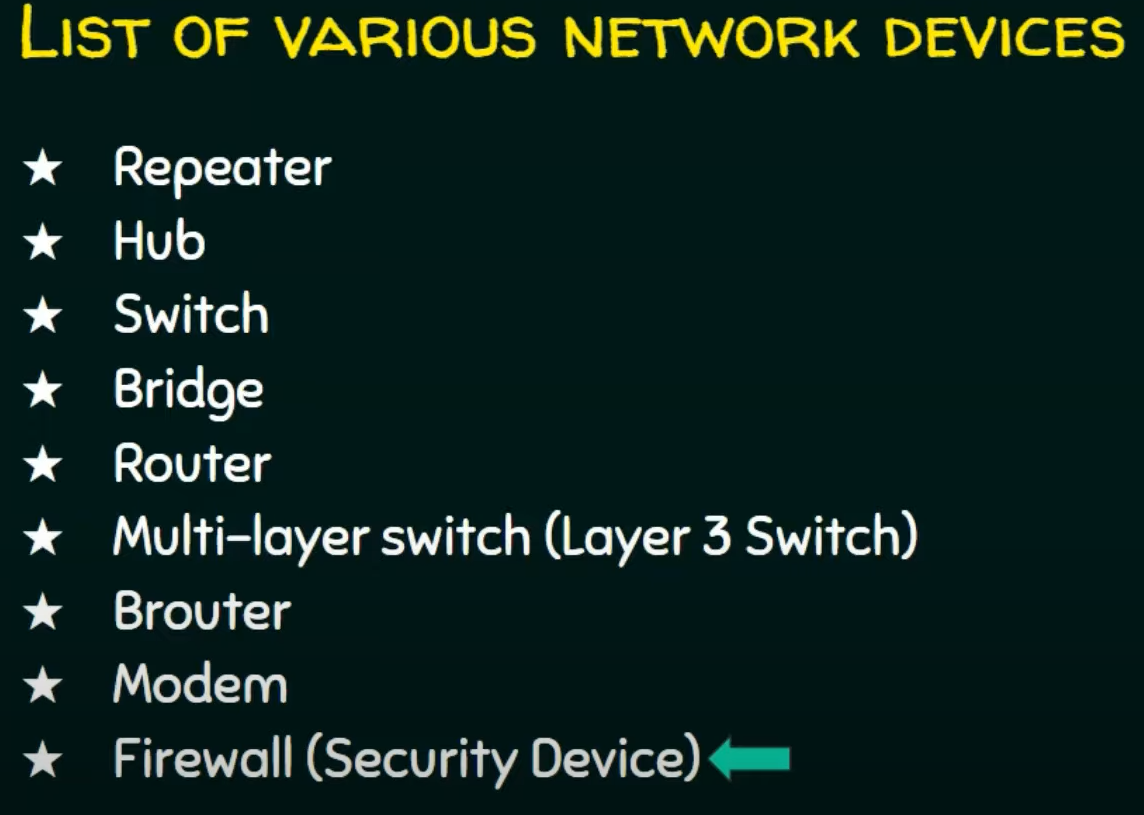 LIST OF VARIOUS NETWORK DEVICES
★ Repeater
★ Hub
★ Switch
★ Bridge
★ Router
★ Multi-layer switch (Layer 3 Switch)
★ Brouter
★ Modem
★ Firewall (Security Device)